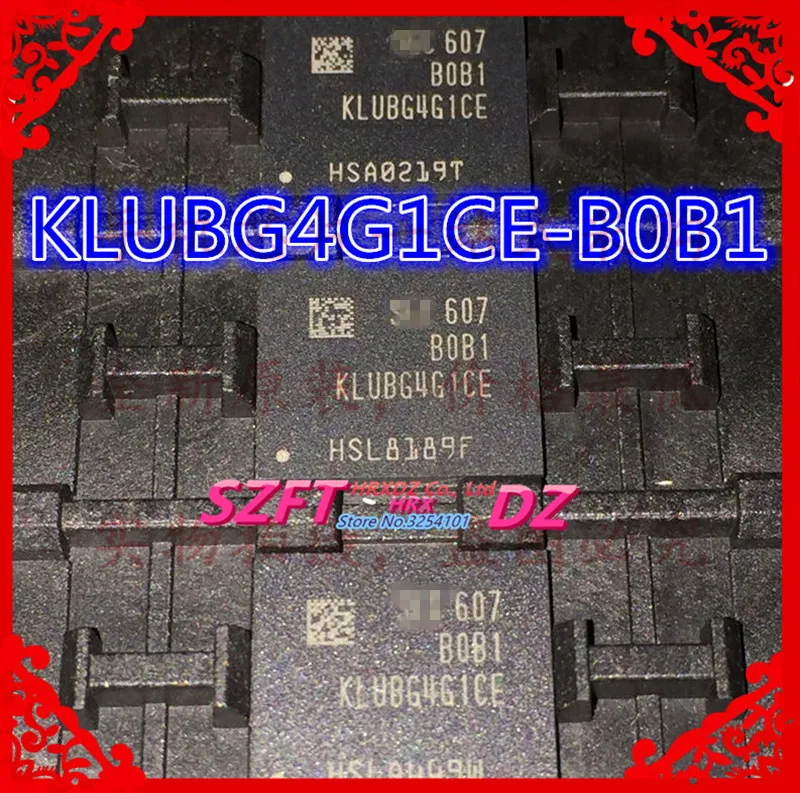 607
B0B1
KLUBG4G1CE
HSA0219T
KLUBG4G1CE-B0B1
607
B0B1
KLUBG4G1CE
HSL8189F
SZFT HRXDZ Co., Ltd
HRX DZ
Store No.3254101
607
B0B1
KLUBG4G1CE